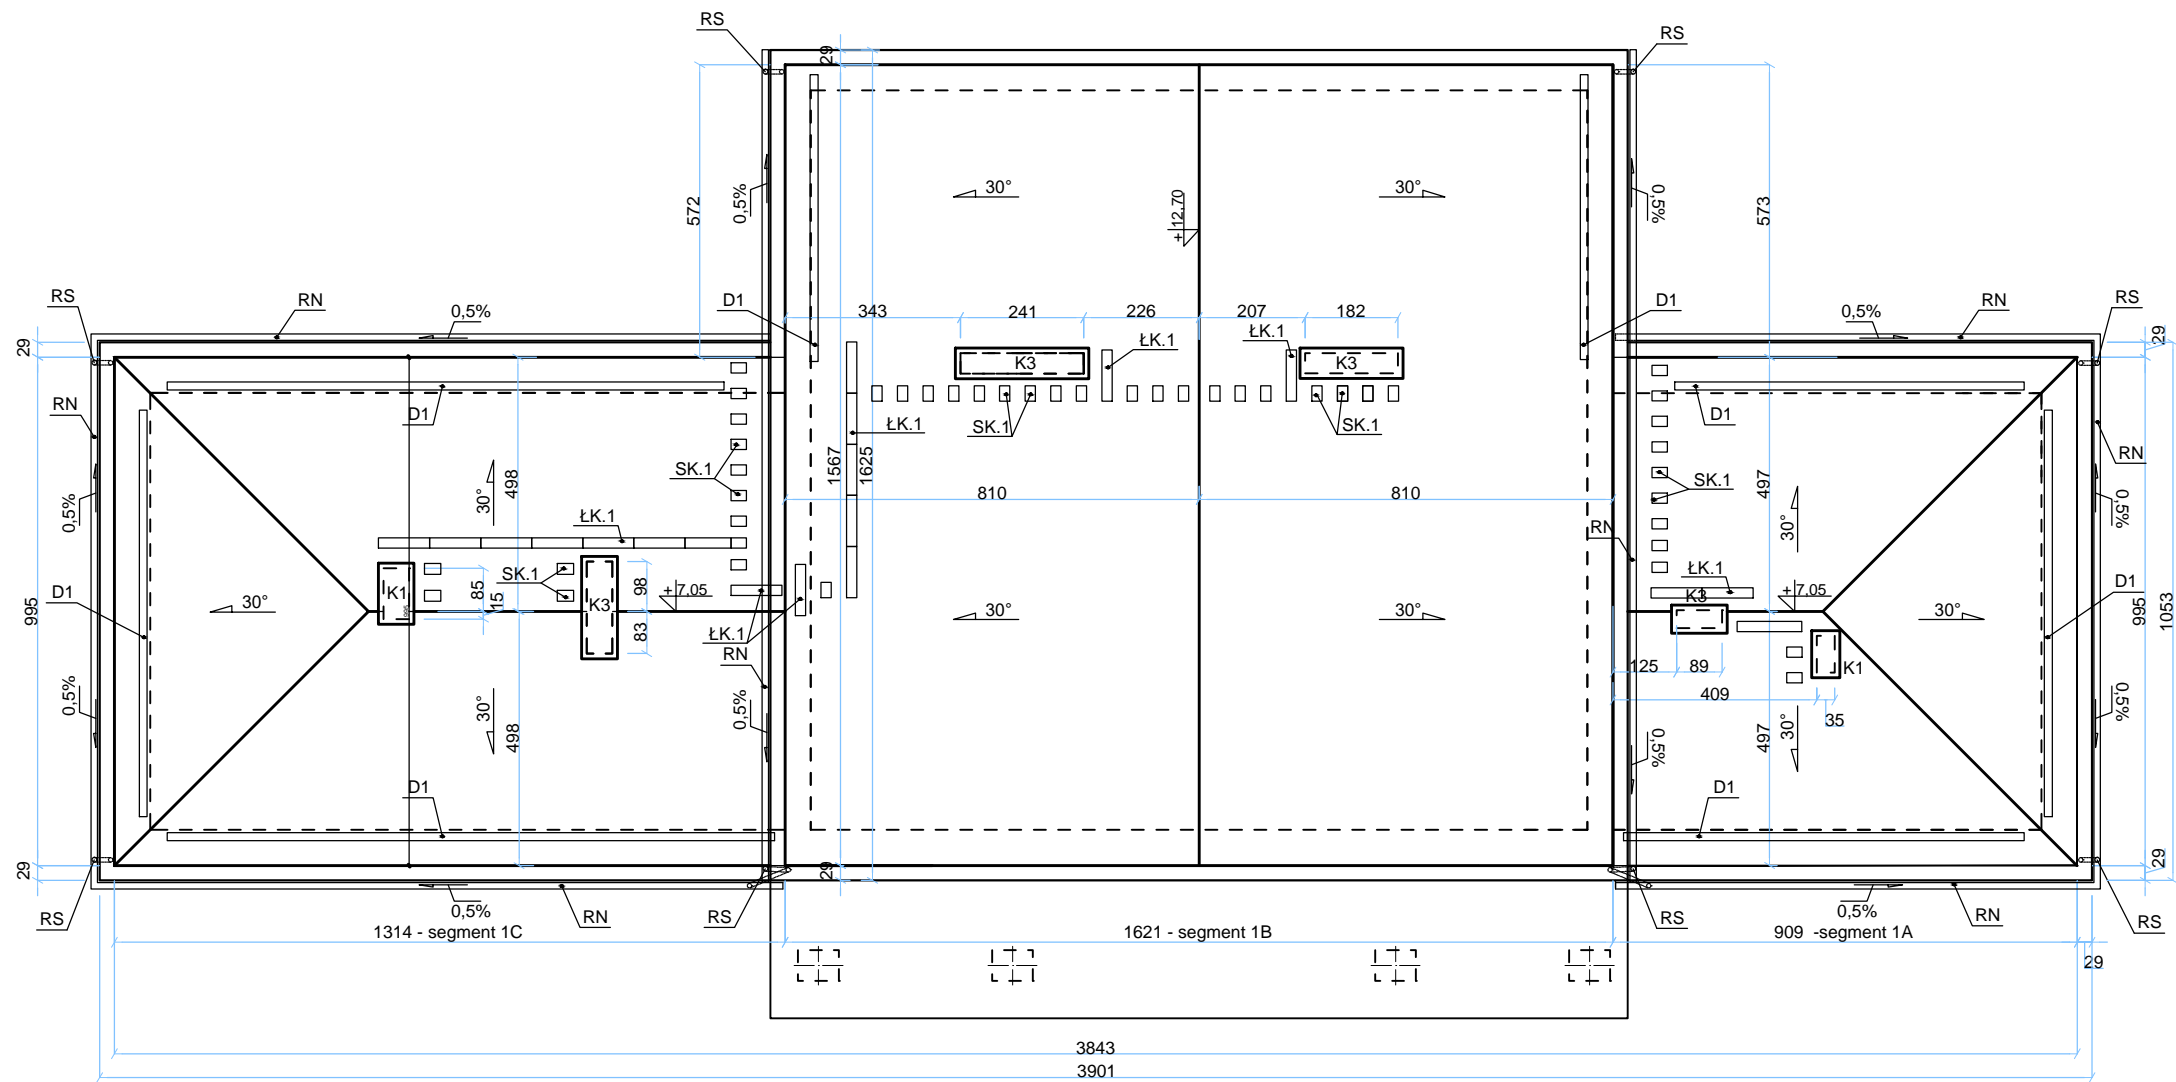 RS
RS
29
0,5%
30°
30°
0,5%
572
+12,70
573
RS
RN
0,5%
D1
343
241
226
207
182
D1
0,5%
RN
RS
29
ŁK.1
ŁK.1
29
K3
K3
RN
D1
ŁK.1
SK.1
SK.1
D1
RN
SK.1
498
1567
1625
810
810
SK.1
497
0,5%
30°
ŁK.1
RN
30°
0,5%
D1
K1
SK.1
85
15
K3
98
+7,05
ŁK.1
K3
+7,05
D1
995
30°
30°
30°
30°
995
1053
83
ŁK.1
RN
125
89
K1
409
35
0,5%
30°
498
0,5%
0,5%
497
30°
0,5%
D1
D1
29
29
29
0,5%
RN
RS
RS
0,5%
RN
RS
RS
1314 - segment 1C
1621 - segment 1B
909 -segment 1A
29
3843
3901